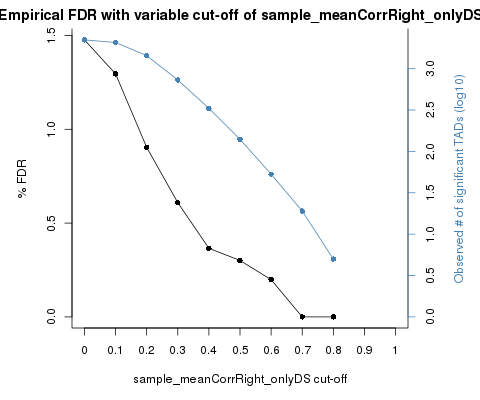 Empirical FDR with variable cut-off of sample_meanCorrRight_onlyDS
1.5
1.0
0.5
0.0
% FDR
3.0
2.5
2.0
1.5
1.0
0.5
0.0
Observed # of significant TADs (log10)
0 0.1 0.2 0.3 0.4 0.5 0.6 0.7 0.8 0.9 1
sample_meanCorrRight_onlyDS cut-off